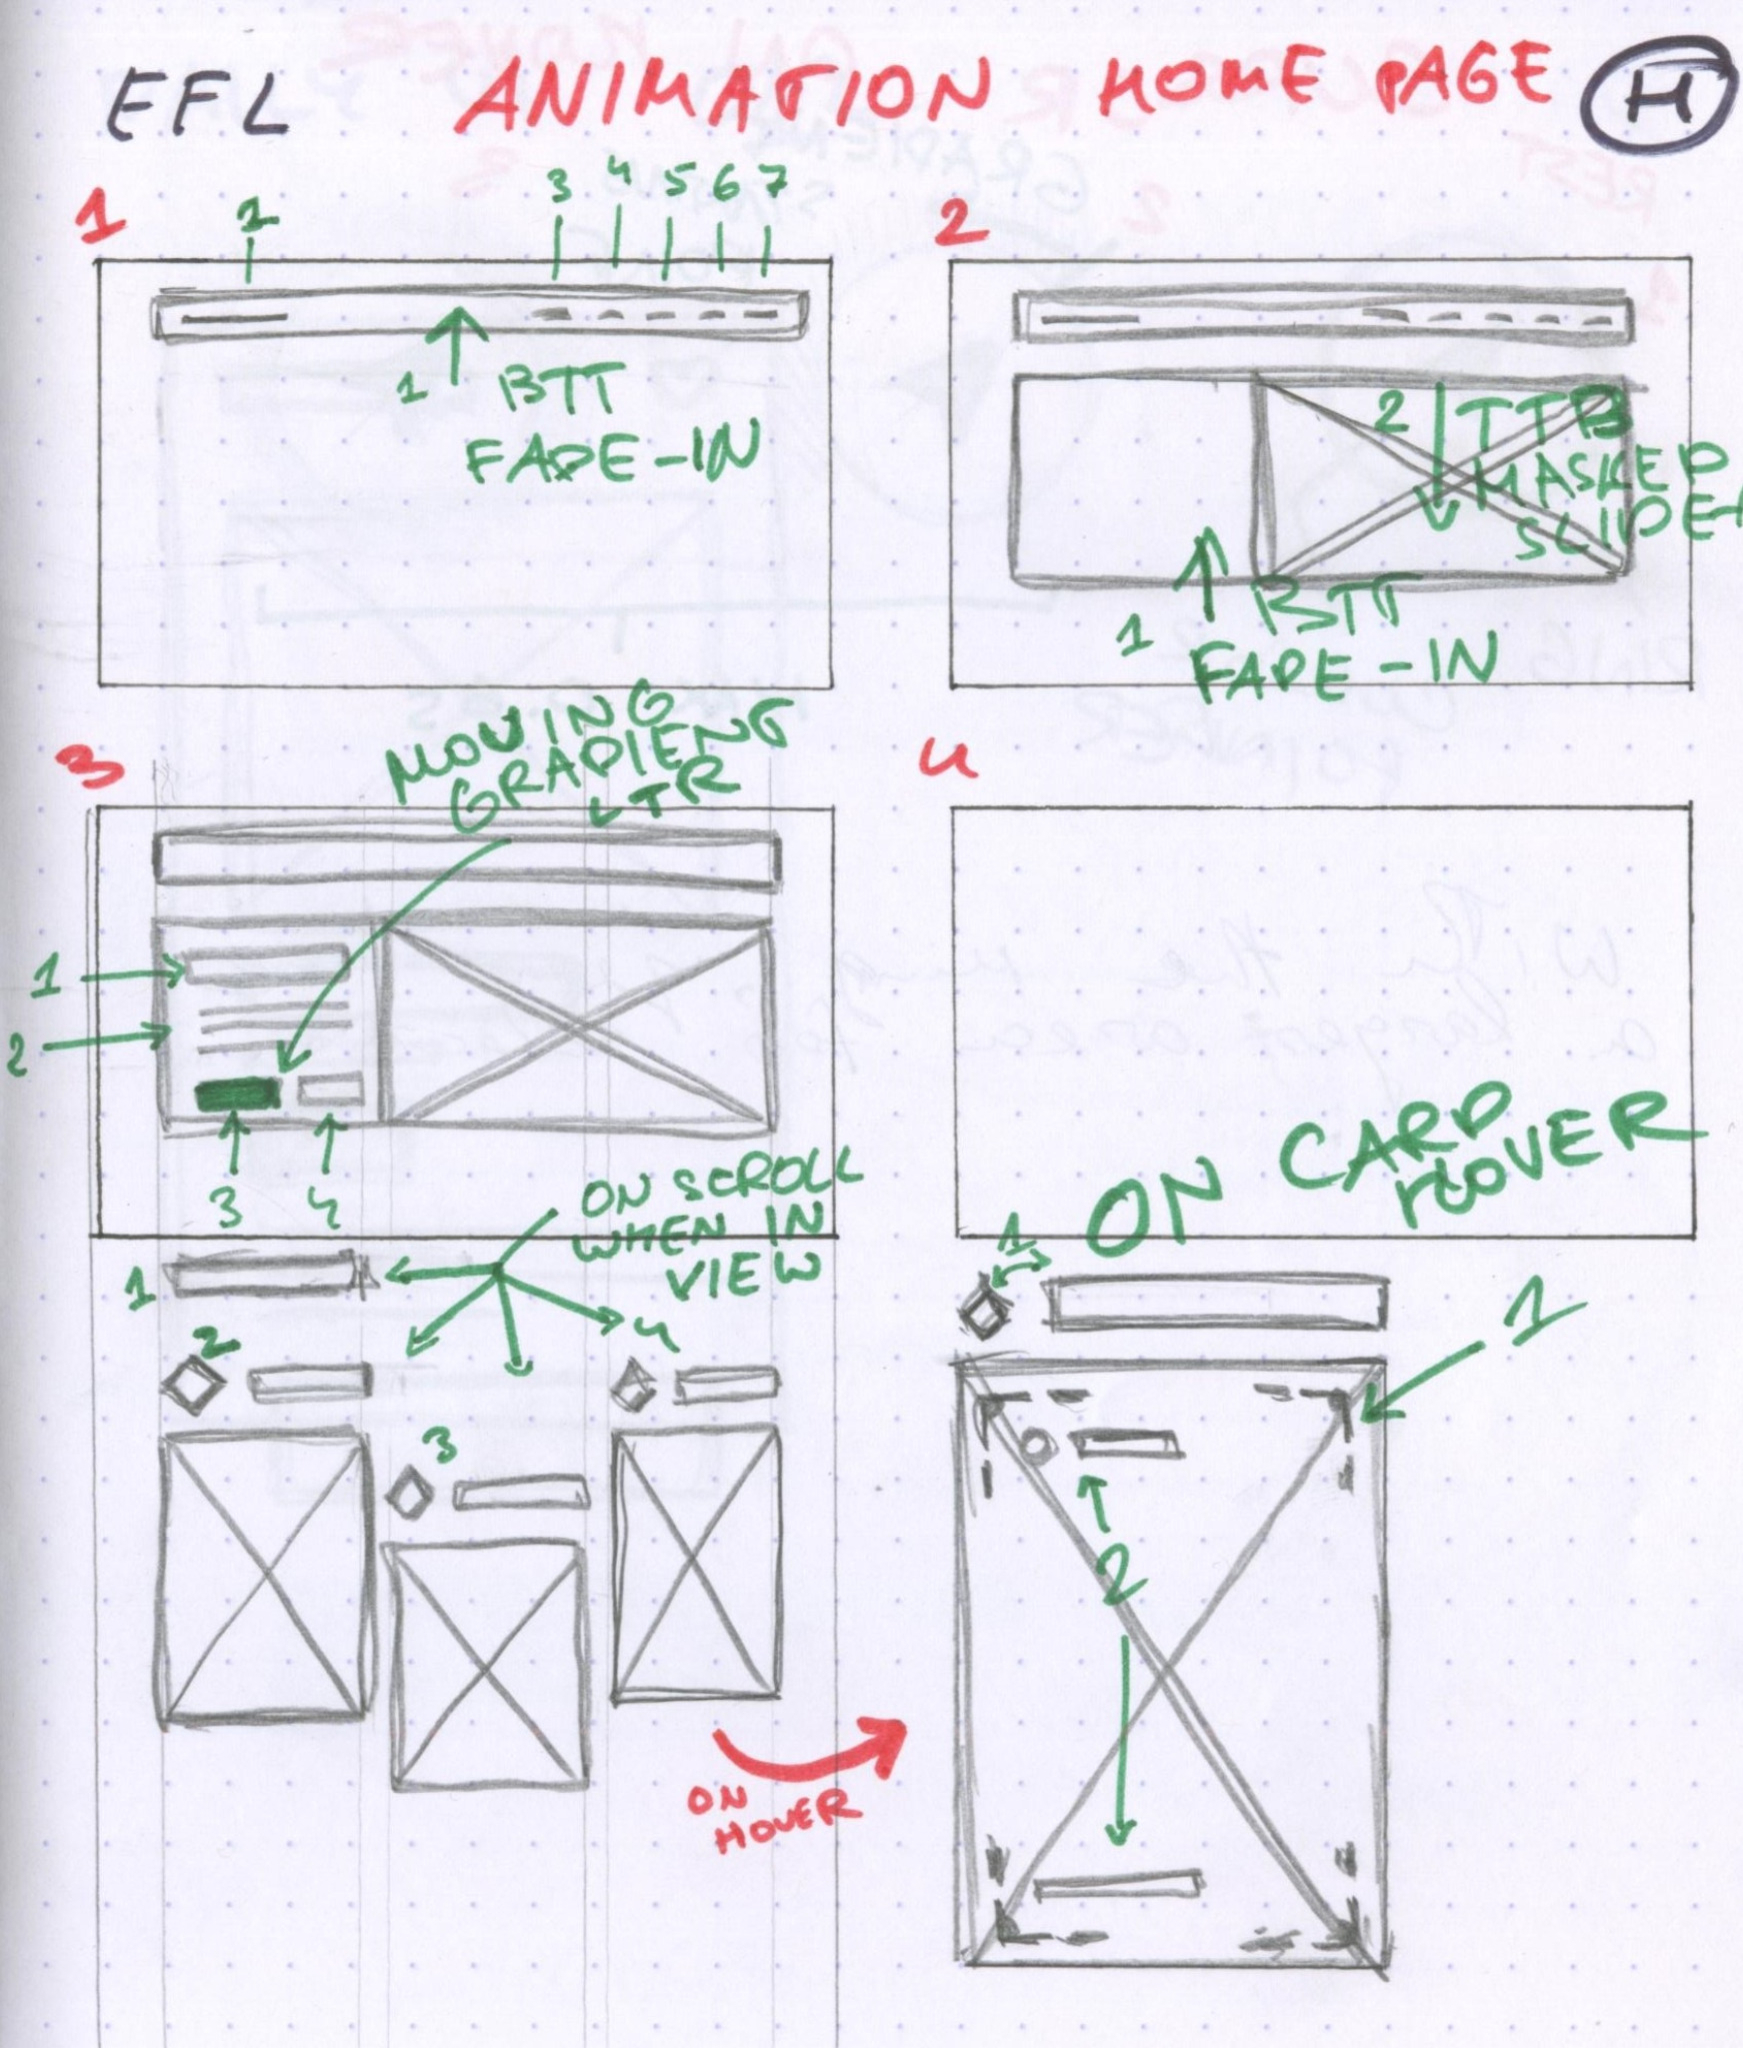 EFL ANIMATION HOME PAGE H
1
2 3 4 5 6 7
1 BTT
FADE-IN
2
2 TTB
MASKED
SLIDE
1 BTT
FADE-IN
3
MOVING
GRADIENG
LTR
1
2
3 4
ON SCROLL
WHEN IN
VIEW
1
2
3
4
ON
HOVER
4
ON CARD
HOVER
1
1
2